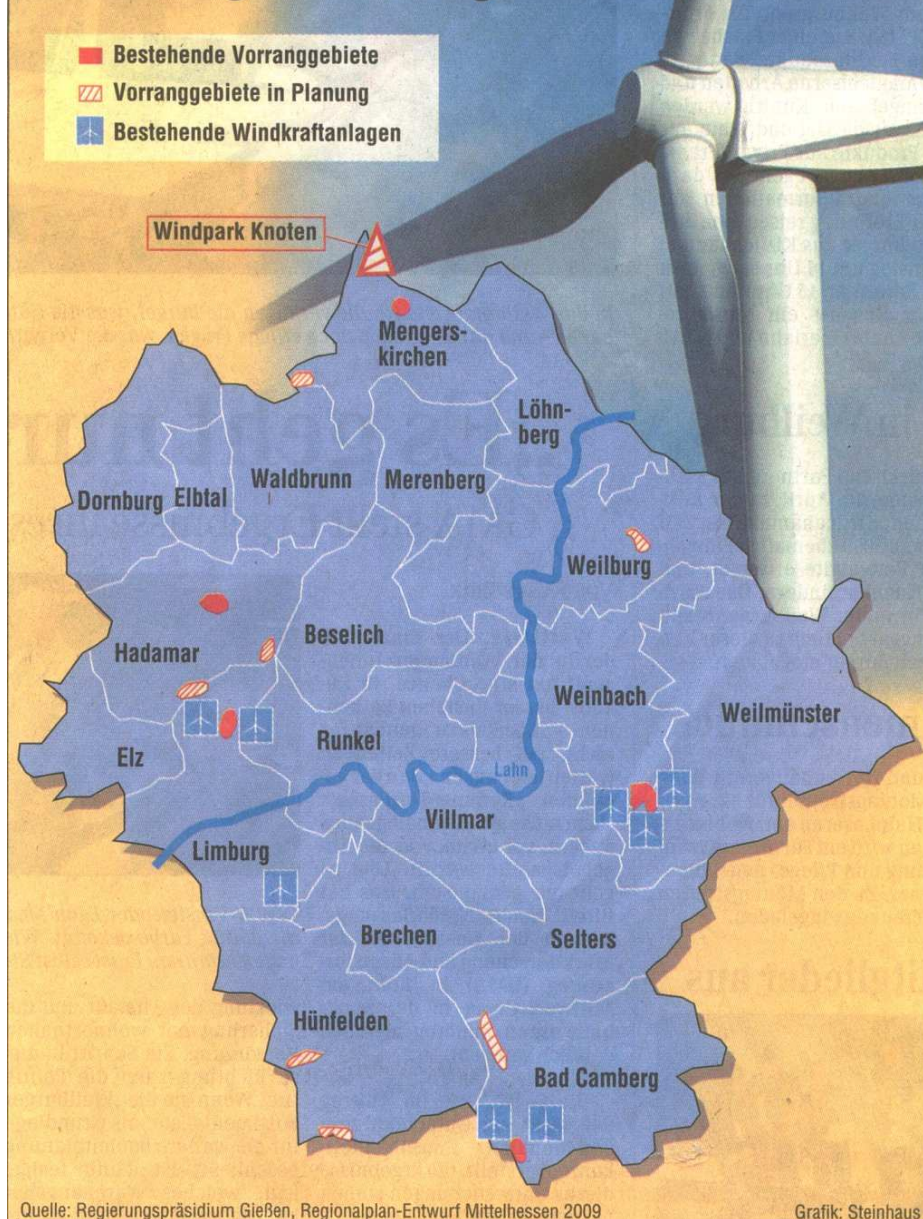 Bestehende Vorranggebiete
Vorranggebiete in Planung
Bestehende Windkraftanlagen
Windpark Knoten
Mengers-
kirchen
Löhn-
berg
Dornburg
Elbtal
Waldbrunn
Merenberg
Weilburg
Hadamar
Beselich
Weinbach
Weilmünster
Elz
Runkel
Lahn
Villmar
Limburg
Brechen
Selters
Hünfelden
Bad Camberg
Quelle: Regierungspräsidium Gießen, Regionalplan-Entwurf Mittelhessen 2009
Grafik: Steinhaus